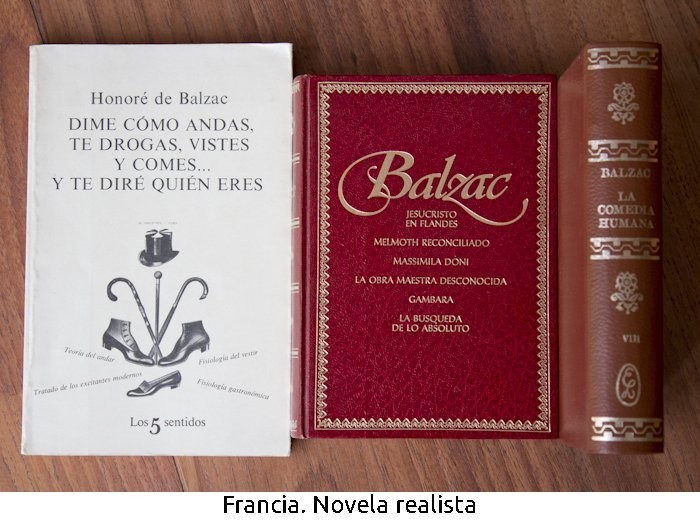 Honoré de Balzac
DIME CÓMO ANDAS,
TE DROGAS, VISTES
Y COMES...
Y TE DIRÉ QUIÉN ERES
Teoría del andar
Fisiología del vestir
Tratado de los excitantes modernos
Fisiología gastronómica
Los 5 sentidos
Balzac
JESUCRISTO
EN FLANDES
MELMOTH RECONCILIADO
MASSIMILA DONI
LA OBRA MAESTRA DESCONOCIDA
GAMBARA
LA BUSQUEDA
DE LO ABSOLUTO
BALZAC
LA
COMEDIA
HUMANA
VIII
Francia. Novela realista